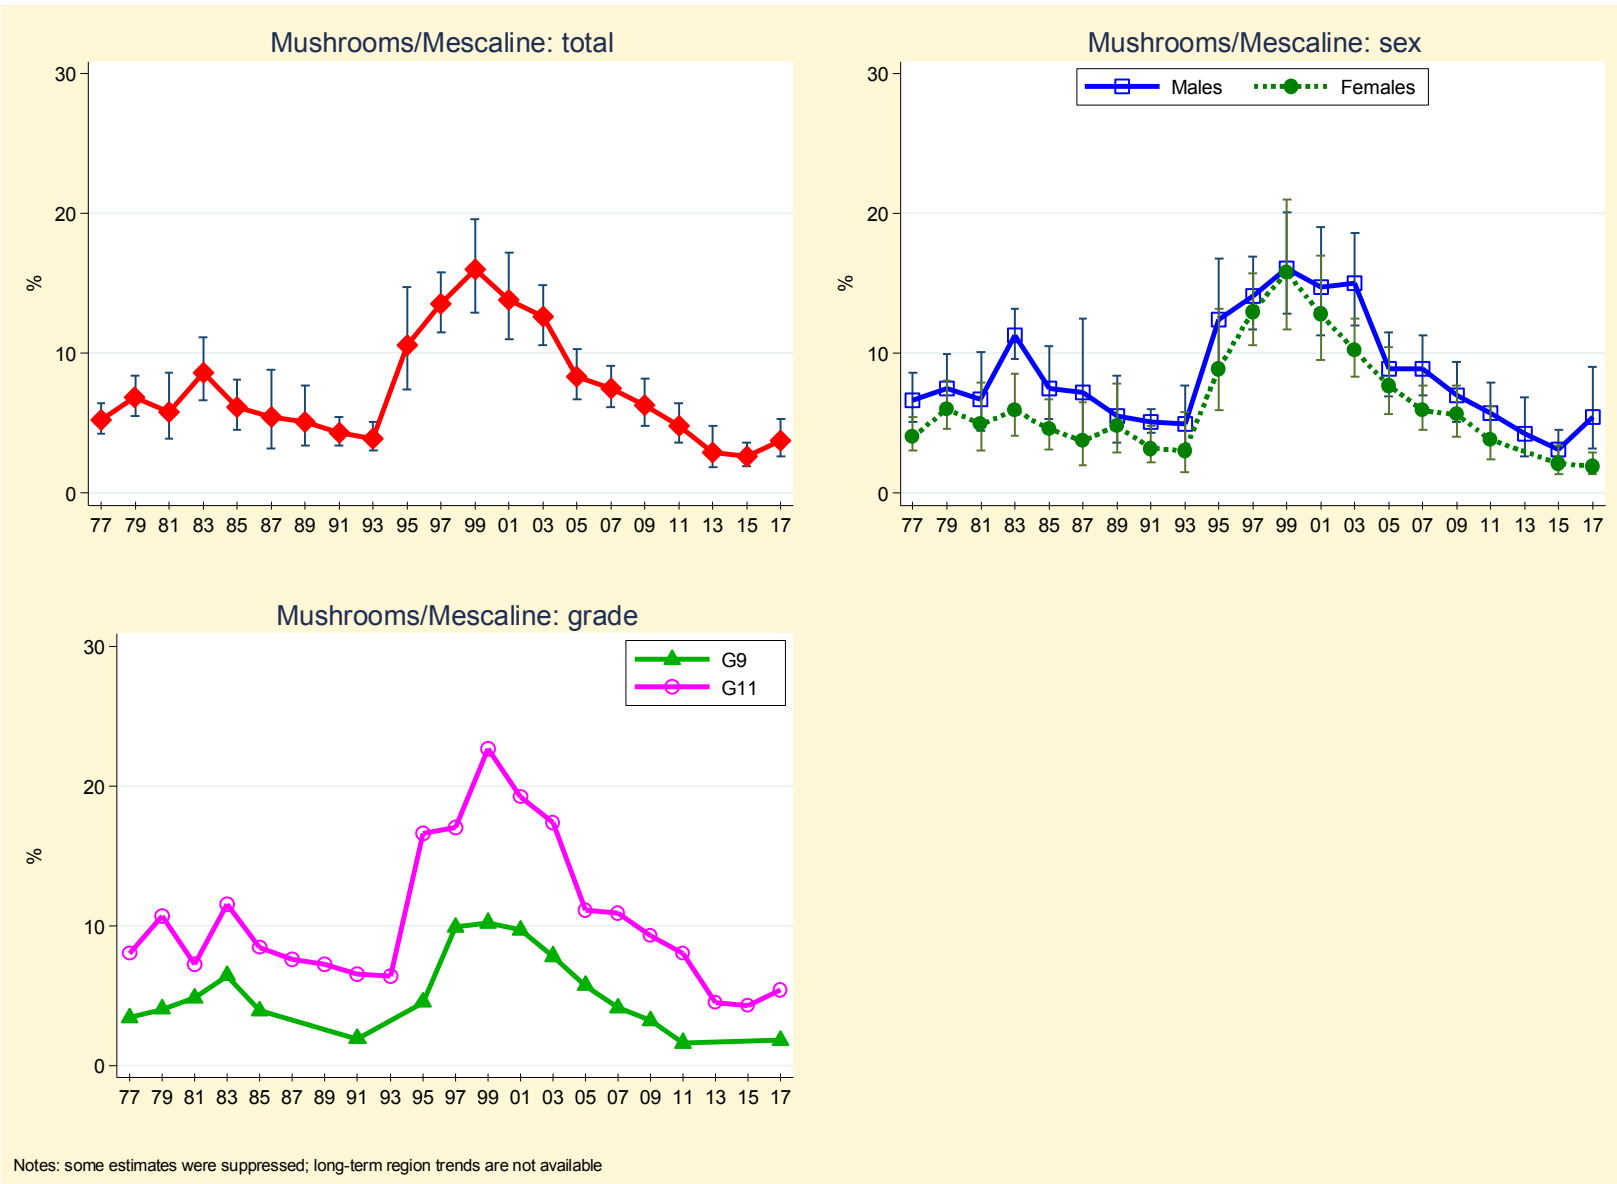 Mushrooms/Mescaline: total
30
20
%
10
0
77 79 81 83 85 87 89 91 93 95 97 99 01 03 05 07 09 11 13 15 17
Mushrooms/Mescaline: sex
Males Females
30
20
%
10
0
77 79 81 83 85 87 89 91 93 95 97 99 01 03 05 07 09 11 13 15 17
Mushrooms/Mescaline: grade
G9
G11
30
20
%
10
0
77 79 81 83 85 87 89 91 93 95 97 99 01 03 05 07 09 11 13 15 17
Notes: some estimates were suppressed; long-term region trends are not available